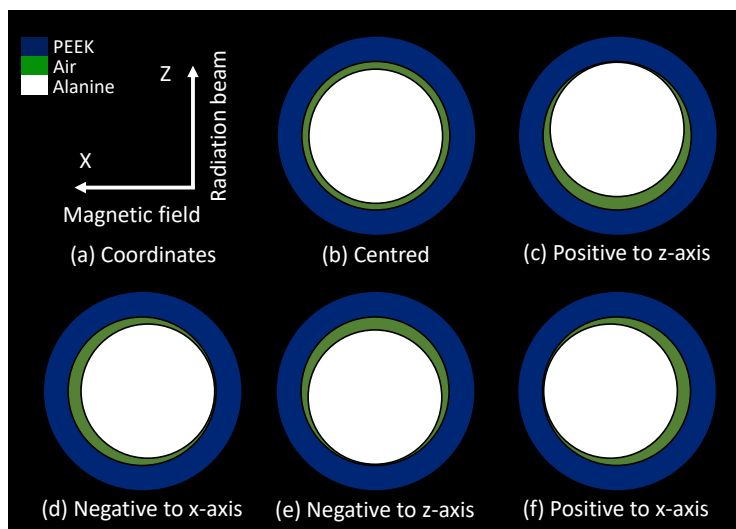 PEEK
Air
Alanine
Z
Radiation beam
X
Magnetic field
(a) Coordinates
(b) Centred
(c) Positive to z-axis
(d) Negative to x-axis
(e) Negative to z-axis
(f) Positive to x-axis